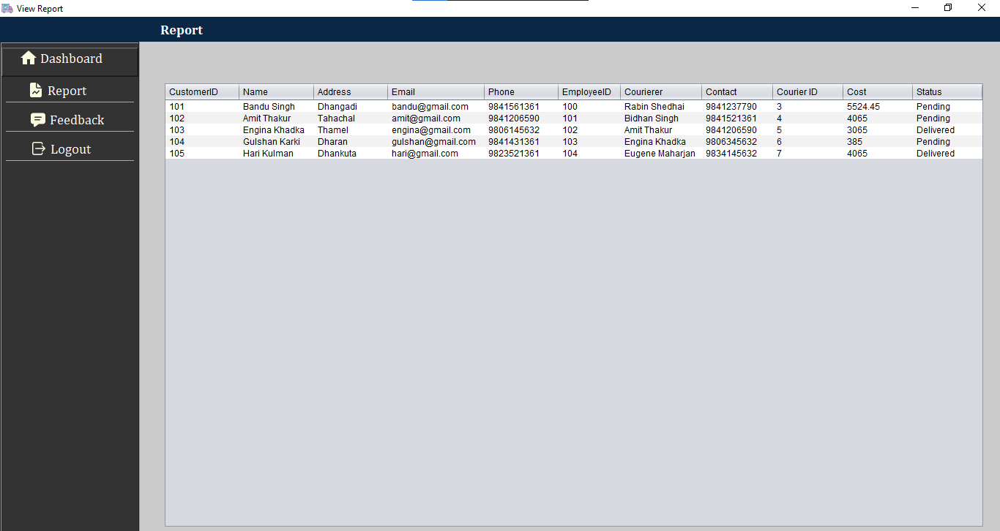 View Report
Report
Dashboard
Report
Feedback
Logout
CustomerID Name Address Email Phone EmployeeID Courierer Contact Courier ID Cost Status
101 Bandu Singh Dhangadi bandu@gmail.com 9841561361 100 Rabin Shedhai 9841237790 3 5524.45 Pending
102 Amit Thakur Tahachal amit@gmail.com 9841206590 101 Bidhan Singh 9841521361 4 4065 Pending
103 Engina Khadka Thamel engina@gmail.com 9806145632 102 Amit Thakur 9841206590 5 3065 Delivered
104 Gulshan Karki Dharan gulshan@gmail.com 9841431361 103 Engina Khadka 9806345632 6 385 Pending
105 Hari Kulman Dhankuta hari@gmail.com 9823521361 104 Eugene Maharjan 9834145632 7 4065 Delivered